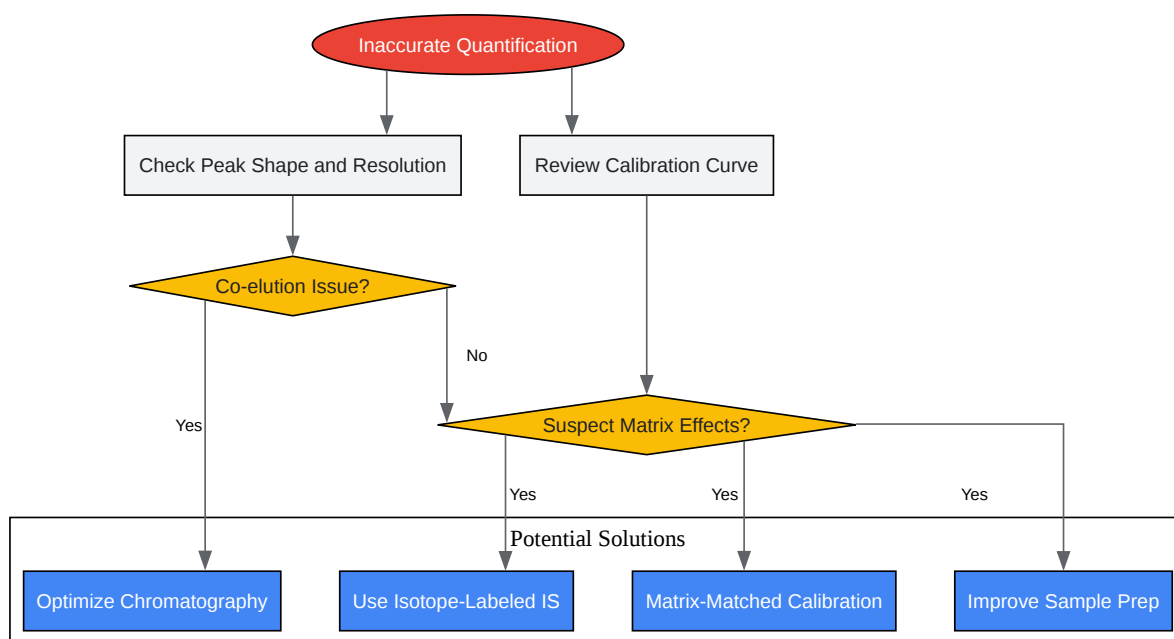 Inaccurate Quantification
Check Peak Shape and Resolution
Review Calibration Curve
Co-elution Issue?
No
Suspect Matrix Effects?
Yes
Yes
Yes
Yes
Potential Solutions
Optimize Chromatography
Use Isotope-Labeled IS
Matrix-Matched Calibration
Improve Sample Prep